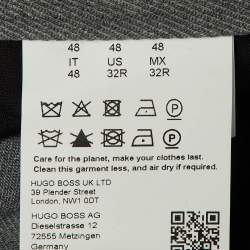 48 48 48
IT US MX
48 32R 32R
Care for the planet, make your clothes last.
Clean this garment less, and air dry if required.
HUGO BOSS UK LTD
39 Plender Street
London, NW1 0DT
HUGO BOSS AG
Dieselstrasse 12
72555 Metzingen
Germany